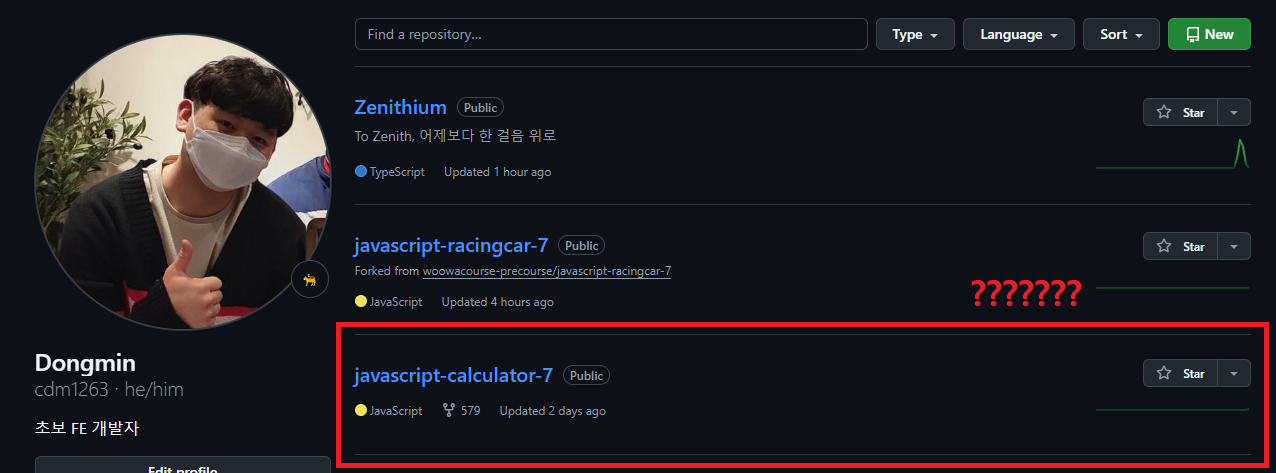 Find a repository...
Type
Language
Sort
New
Zenithium
Public
Star
To Zenith, 어제보다 한 걸음 위로
TypeScript
Updated 1 hour ago
javascript-racingcar-7
Public
Star
Forked from woowacourse-precourse/javascript-racingcar-7
JavaScript
Updated 4 hours ago
???????
javascript-calculator-7
Public
Star
JavaScript
579
Updated 2 days ago
Dongmin
cdm1263 · he/him
초보 FE 개발자
Edit profile